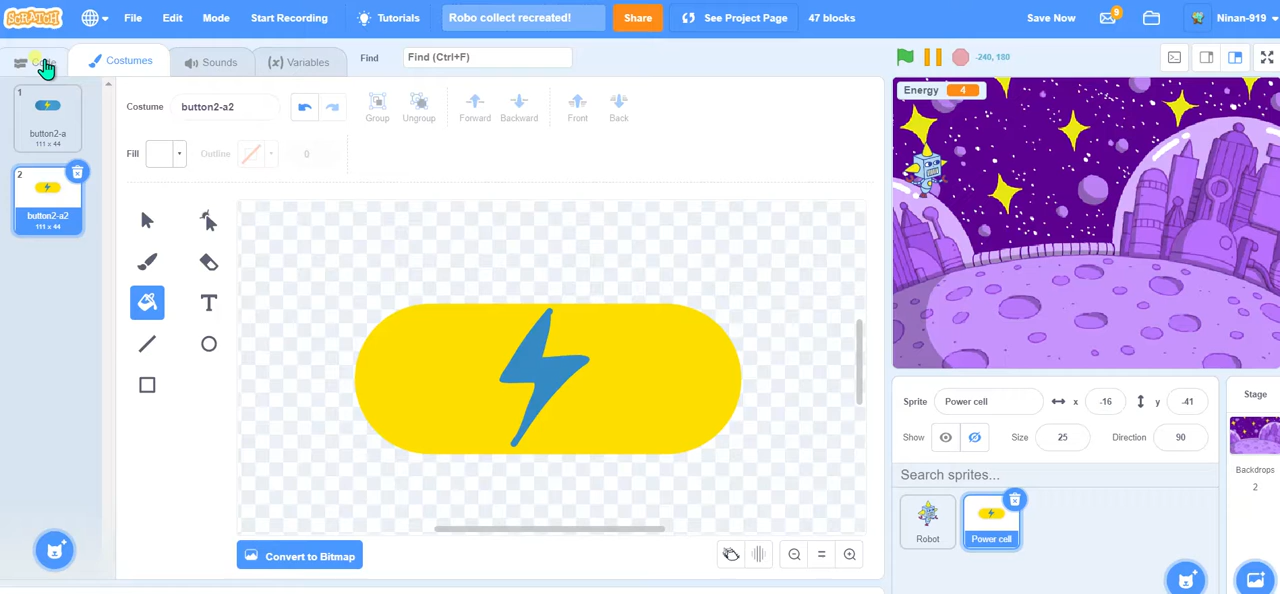 SCRATCH File Edit Mode Start Recording Tutorials Robo collect recreated! Share See Project Page 47 blocks Save Now 9 Ninan-919
Code Costumes Sounds (x) Variables Find Find (Ctrl+F) -240, 180
1
button2-a
111 x 44
2
button2-a2
111 x 44
Costume button2-a2 Group Ungroup Forward Backward Front Back
Fill Outline 0
T
Convert to Bitmap
Energy 4
Sprite Power cell x -16 y -41
Show Size 25 Direction 90
Search sprites...
Robot Power cell
Stage
Backdrops
2